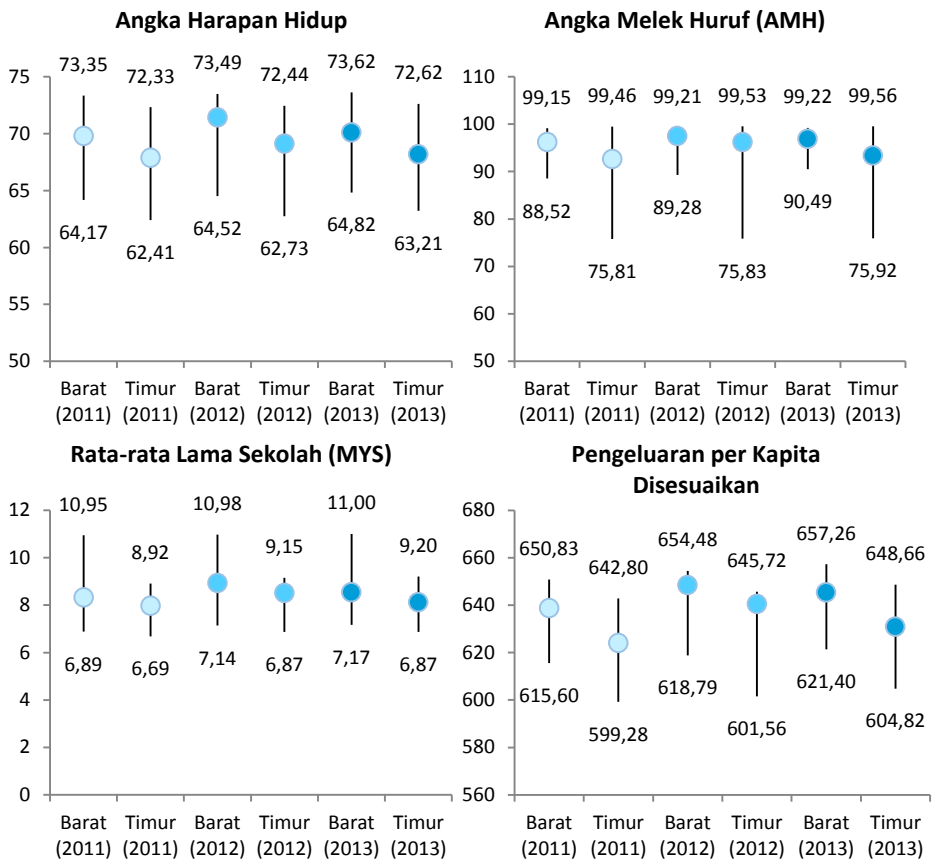 Angka Harapan Hidup
73,35 72,33 73,49 72,44 73,62 72,62
75
70
65
60
55
50
64,17 62,41 64,52 62,73 64,82 63,21
Barat Timur Barat Timur Barat Timur
(2011) (2011) (2012) (2012) (2013) (2013)
Angka Melek Huruf (AMH)
110
100
90
80
70
60
50
99,15 99,46 99,21 99,53 99,22 99,56
88,52 75,81 89,28 75,83 90,49 75,92
Barat Timur Barat Timur Barat Timur
(2011) (2011) (2012) (2012) (2013) (2013)
Rata-rata Lama Sekolah (MYS)
12
10
8
6
4
2
0
10,95 8,92 10,98 9,15 11,00 9,20
6,89 6,69 7,14 6,87 7,17 6,87
Barat Timur Barat Timur Barat Timur
(2011) (2011) (2012) (2012) (2013) (2013)
Pengeluaran per Kapita
Disesuaikan
680
660
640
620
600
580
560
650,83 642,80 654,48 645,72 657,26 648,66
615,60 599,28 618,79 601,56 621,40 604,82
Barat Timur Barat Timur Barat Timur
(2011) (2011) (2012) (2012) (2013) (2013)